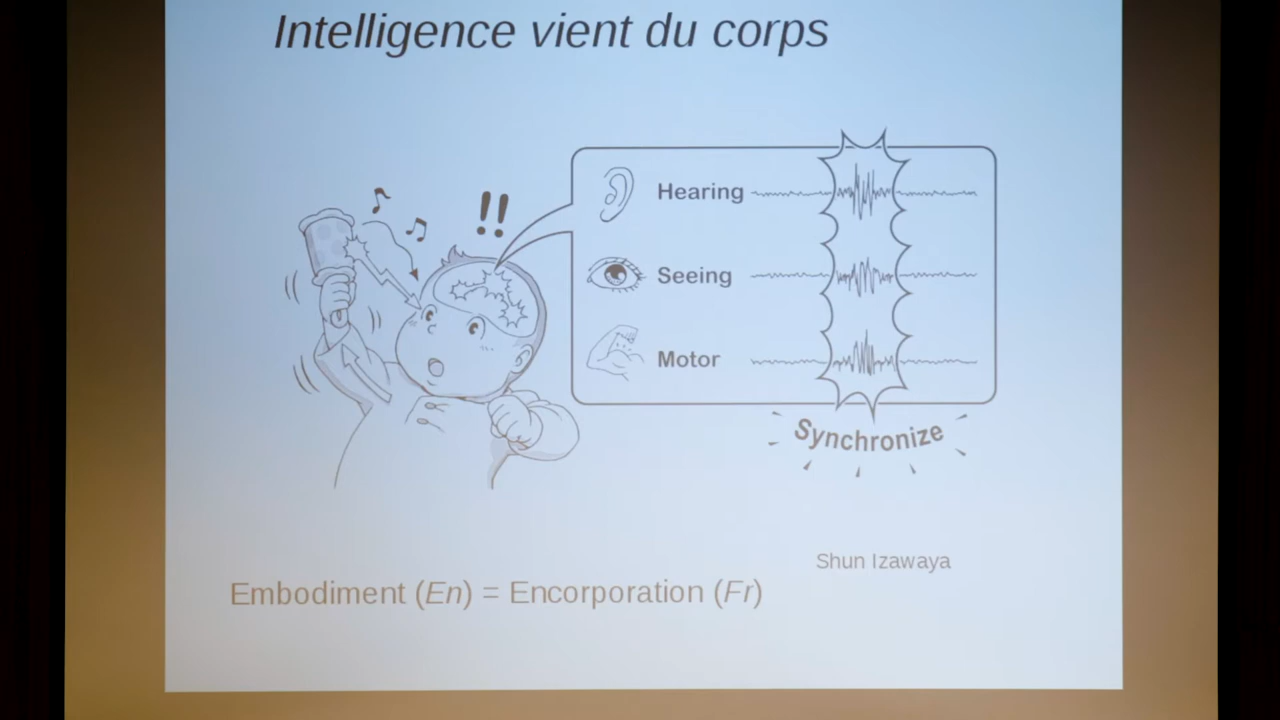 Intelligence vient du corps
!!
Hearing
Seeing
Motor
Synchronize
Shun Izawaya
Embodiment (En) = Encorporation (Fr)